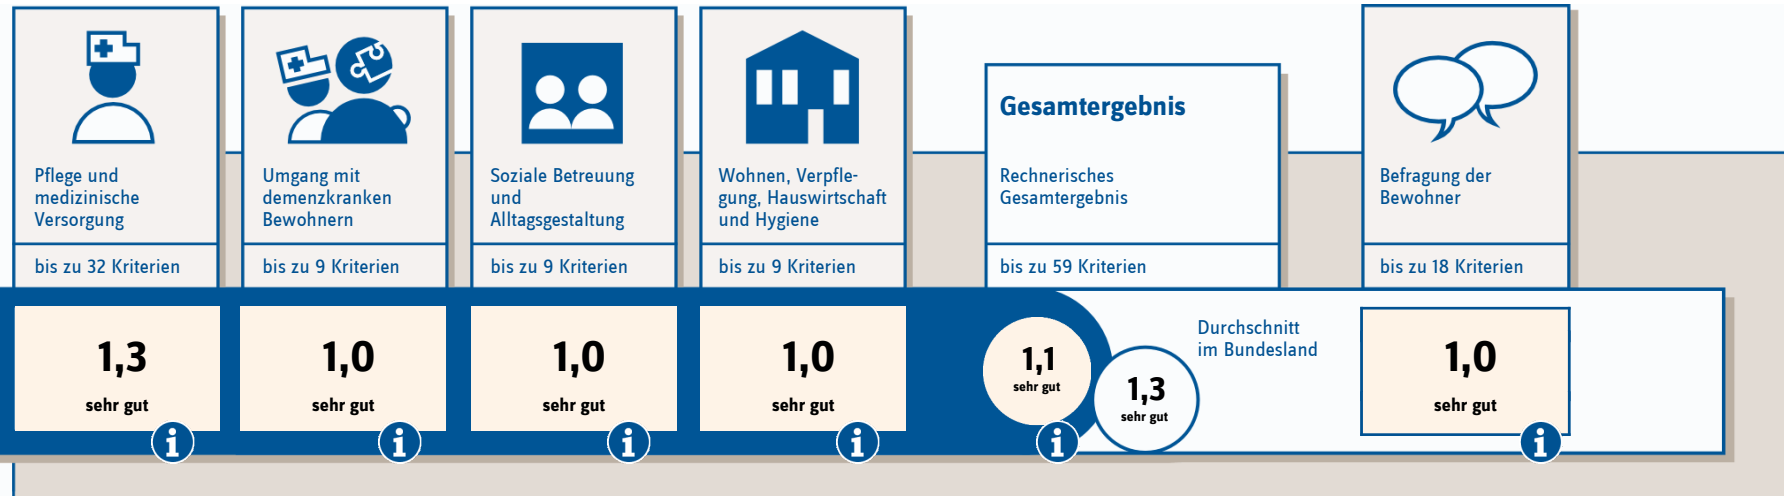 Pflege und
medizinische
Versorgung
bis zu 32 Kriterien
1,3
sehr gut
i
Umgang mit
demenzkranken
Bewohnern
bis zu 9 Kriterien
1,0
sehr gut
i
Soziale Betreuung
und
Alltagsgestaltung
bis zu 9 Kriterien
1,0
sehr gut
i
Wohnen, Verpfle-
gung, Hauswirtschaft
und Hygiene
bis zu 9 Kriterien
1,0
sehr gut
i
Gesamtergebnis
Rechnerisches
Gesamtergebnis
bis zu 59 Kriterien
1,1
sehr gut
i
Durchschnitt
im Bundesland
1,3
sehr gut
Befragung der
Bewohner
bis zu 18 Kriterien
1,0
sehr gut
i